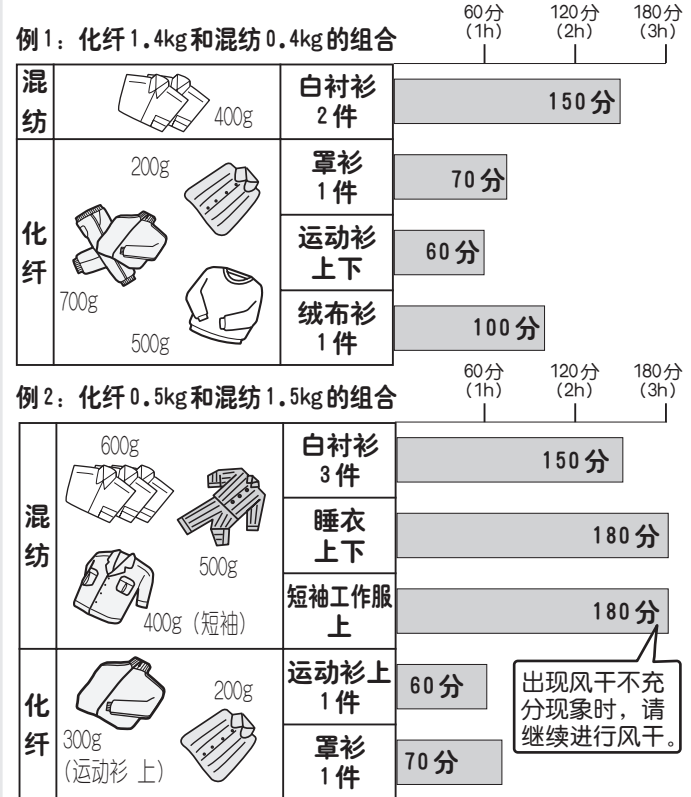 例1：化纤1.4kg和混纺0.4kg的组合
60分 120分 180分
（1h） （2h） （3h）
混纺
400g
白衬衫
2件
150分
化纤
200g
700g
500g
罩衫
1件
70分
运动衫
上下
60分
绒布衫
1件
100分
例2：化纤0.5kg和混纺1.5kg的组合
60分 120分 180分
（1h） （2h） （3h）
混纺
600g
500g
400g（短袖）
白衬衫
3件
150分
睡衣
上下
180分
短袖工作服
上
180分
化纤
300g
（运动衫 上）
200g
运动衫上
1件
60分
罩衫
1件
70分
出现风干不充
分现象时，请
继续进行风干。